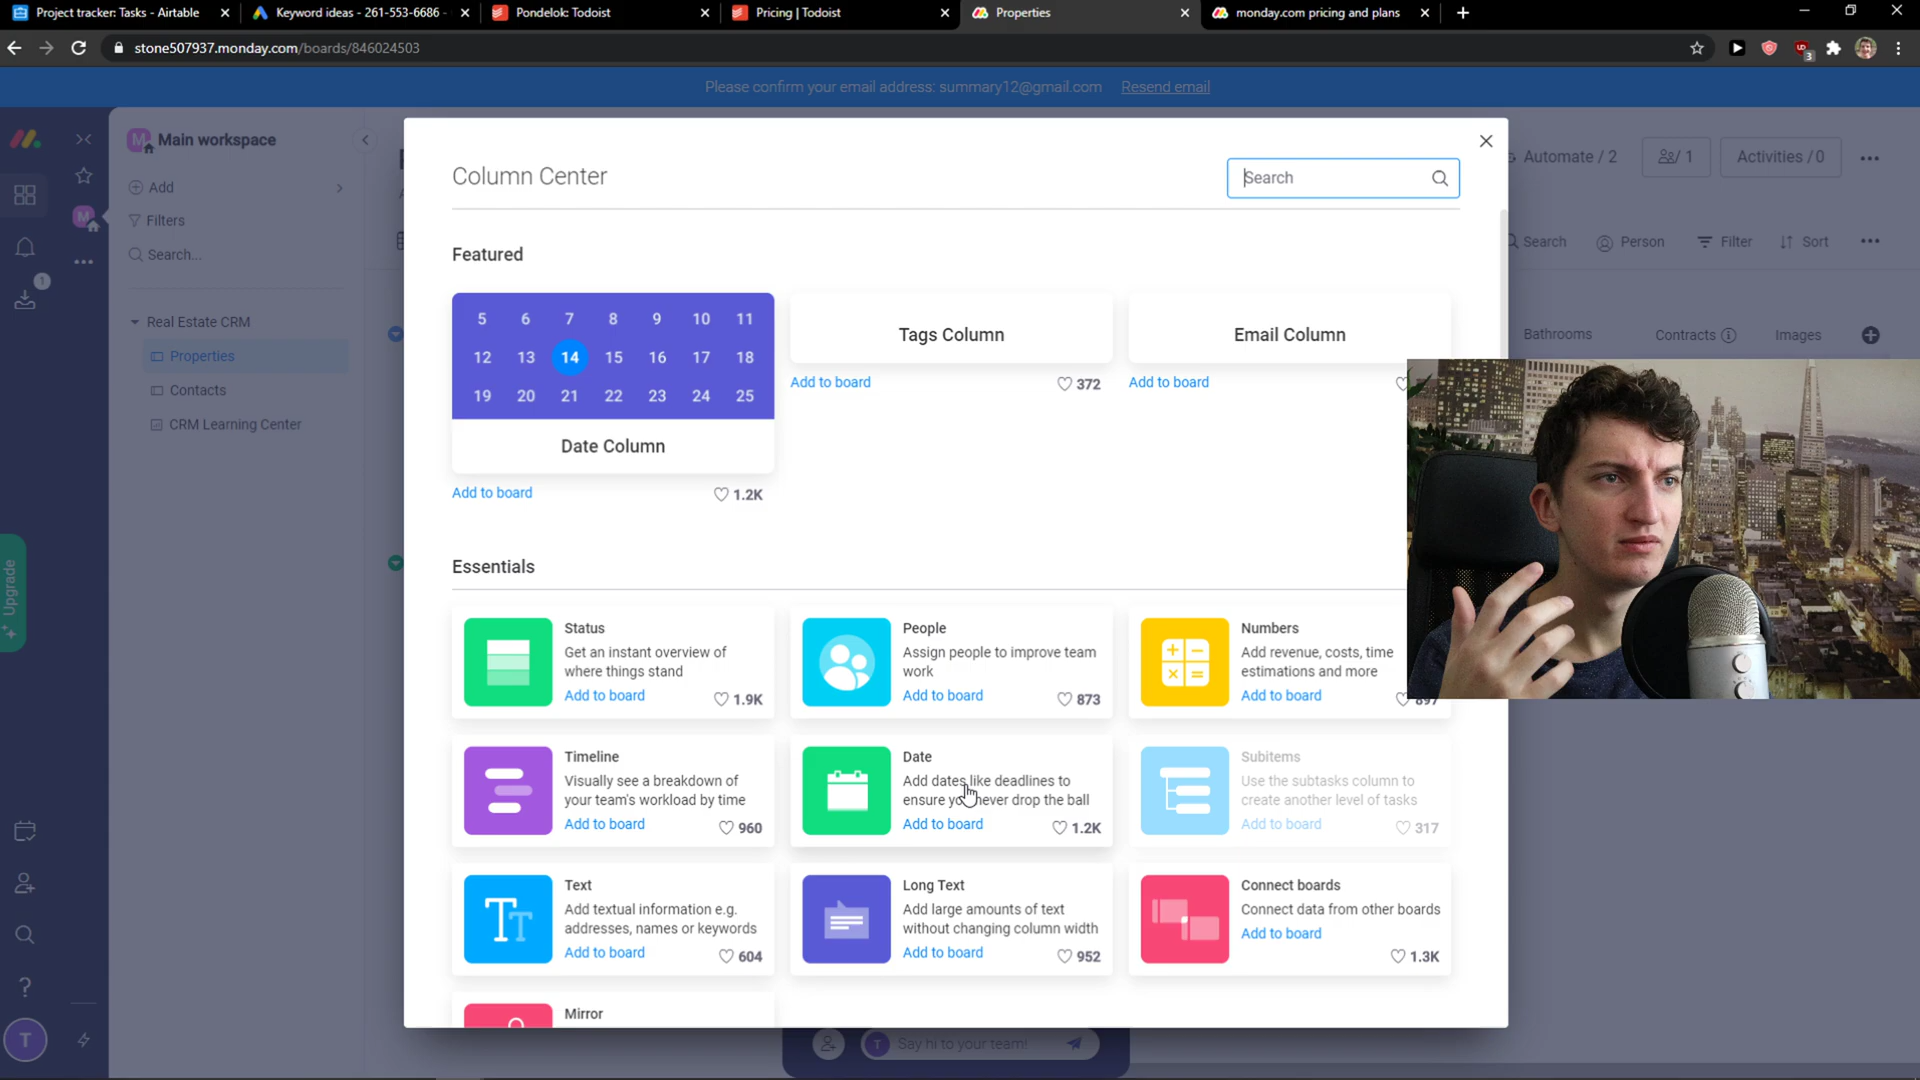 Project tracker: Tasks - Airtable
Keyword ideas - 261-553-6686 -
Pondelok: Todoist
Pricing | Todoist
Properties
monday.com pricing and plans
stone507937.monday.com/boards/846024503
3
Please confirm your email address: summary12@gmail.com Resend email
M Main workspace
Add
Filters
Search...
Real Estate CRM
Properties
Contacts
CRM Learning Center
M
1
Upgrade
T
Automate / 2
/ 1
Activities / 0
Search
Person
Filter
Sort
Bathrooms
Contracts
Images
Column Center
Search
Featured
5 6 7 8 9 10 11
12 13 14 15 16 17 18
19 20 21 22 23 24 25
Date Column
Add to board
1.2K
Tags Column
Add to board
372
Email Column
Add to board
Essentials
Status
Get an instant overview of
where things stand
Add to board
1.9K
People
Assign people to improve team
work
Add to board
873
Numbers
Add revenue, costs, time
estimations and more
Add to board
897
Timeline
Visually see a breakdown of
your team's workload by time
Add to board
960
Date
Add dates like deadlines to
ensure you never drop the ball
Add to board
1.2K
Subitems
Use the subtasks column to
create another level of tasks
Add to board
317
Text
Add textual information e.g.
addresses, names or keywords
Add to board
604
Long Text
Add large amounts of text
without changing column width
Add to board
952
Connect boards
Connect data from other boards
Add to board
1.3K
Mirror
T
Say hi to your team!